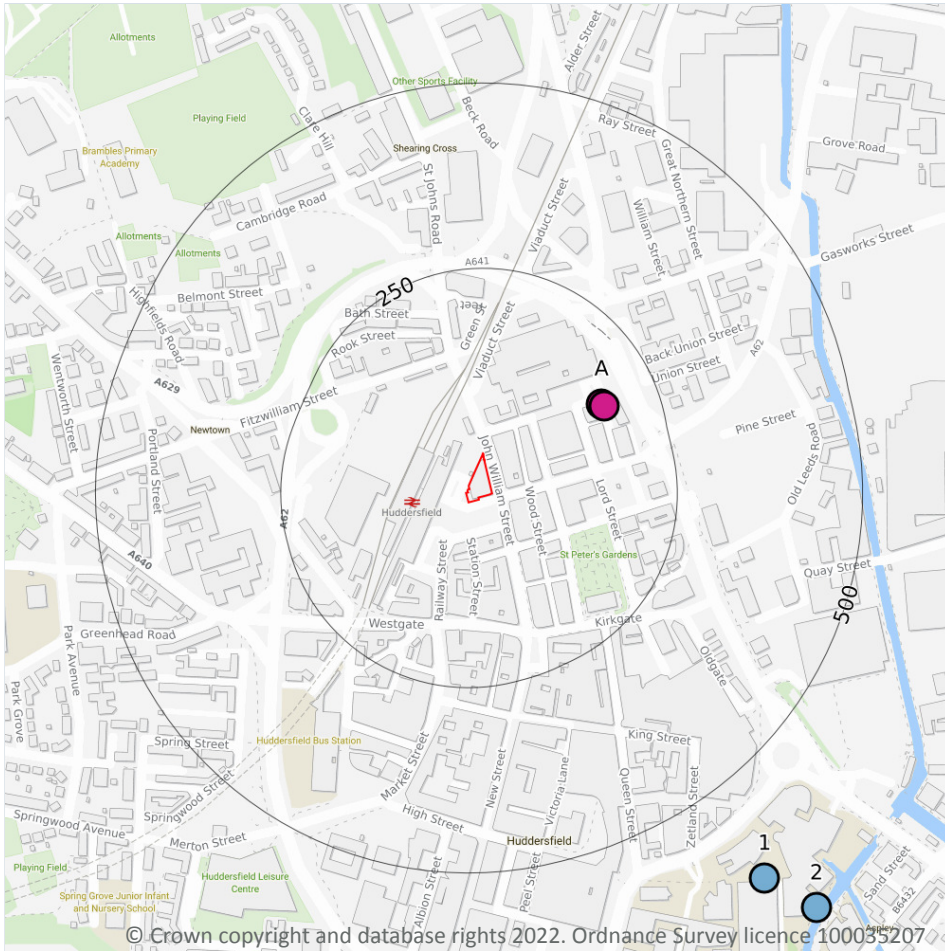 Allotments
Alder Street
Other Sports Facility
Playing Field
Clare Hill
Beck Road
Ray Street
Brambles Primary
Academy
Shearing Cross
Grove Road
St Johns Road
Great Northern Street
Cambridge Road
William Street
Viaduct Street
Allotments
Allotments
Gasworks Street
A641
Belmont Street
250
Highfields Road
Bath Street
Green St
Viaduct Street
Rook Street
Back Union Street
A62
Union Street
Wentworth Street
A629
A
Fitzwilliam Street
Newtown
Pine Street
Portland Street
John William Street
Old Leeds Road
Huddersfield
A62
Wood Street
Lord Street
A640
Station Street
St Peter's Gardens
Railway Street
Quay Street
500
Greenhead Road
Westgate
Kirkgate
Park Avenue
Oldgate
Park Grove
Spring Street
Huddersfield Bus Station
King Street
Market Street
New Street
Victoria Lane
Queen Street
Zetland Street
Springwood Street
Springwood Avenue
High Street
Merton Street
Huddersfield
1
Playing Field
Huddersfield Leisure
Centre
Albion Street
Peel Street
2
Sand Street
B6432
Spring Grove Junior Infant
and Nursery School
Aspley
© Crown copyright and database rights 2022. Ordnance Survey licence 100035207.